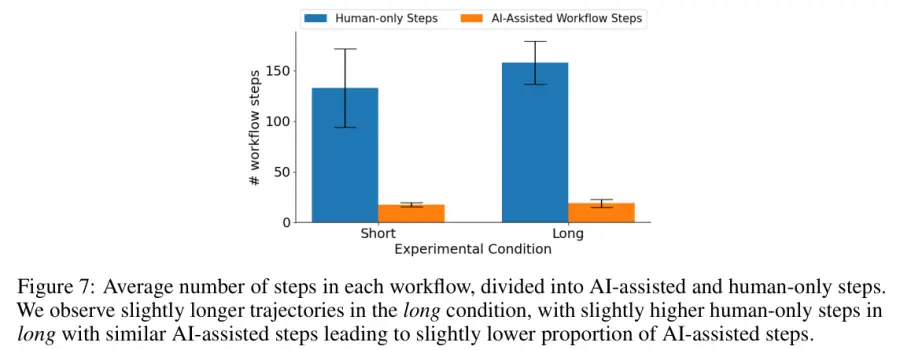 Human-only Steps AI-Assisted Workflow Steps
150
100
50
0
# workflow steps
Short Long
Experimental Condition
Figure 7: Average number of steps in each workflow, divided into AI-assisted and human-only steps.
We observe slightly longer trajectories in the long condition, with slightly higher human-only steps in
long with similar AI-assisted steps leading to slightly lower proportion of AI-assisted steps.